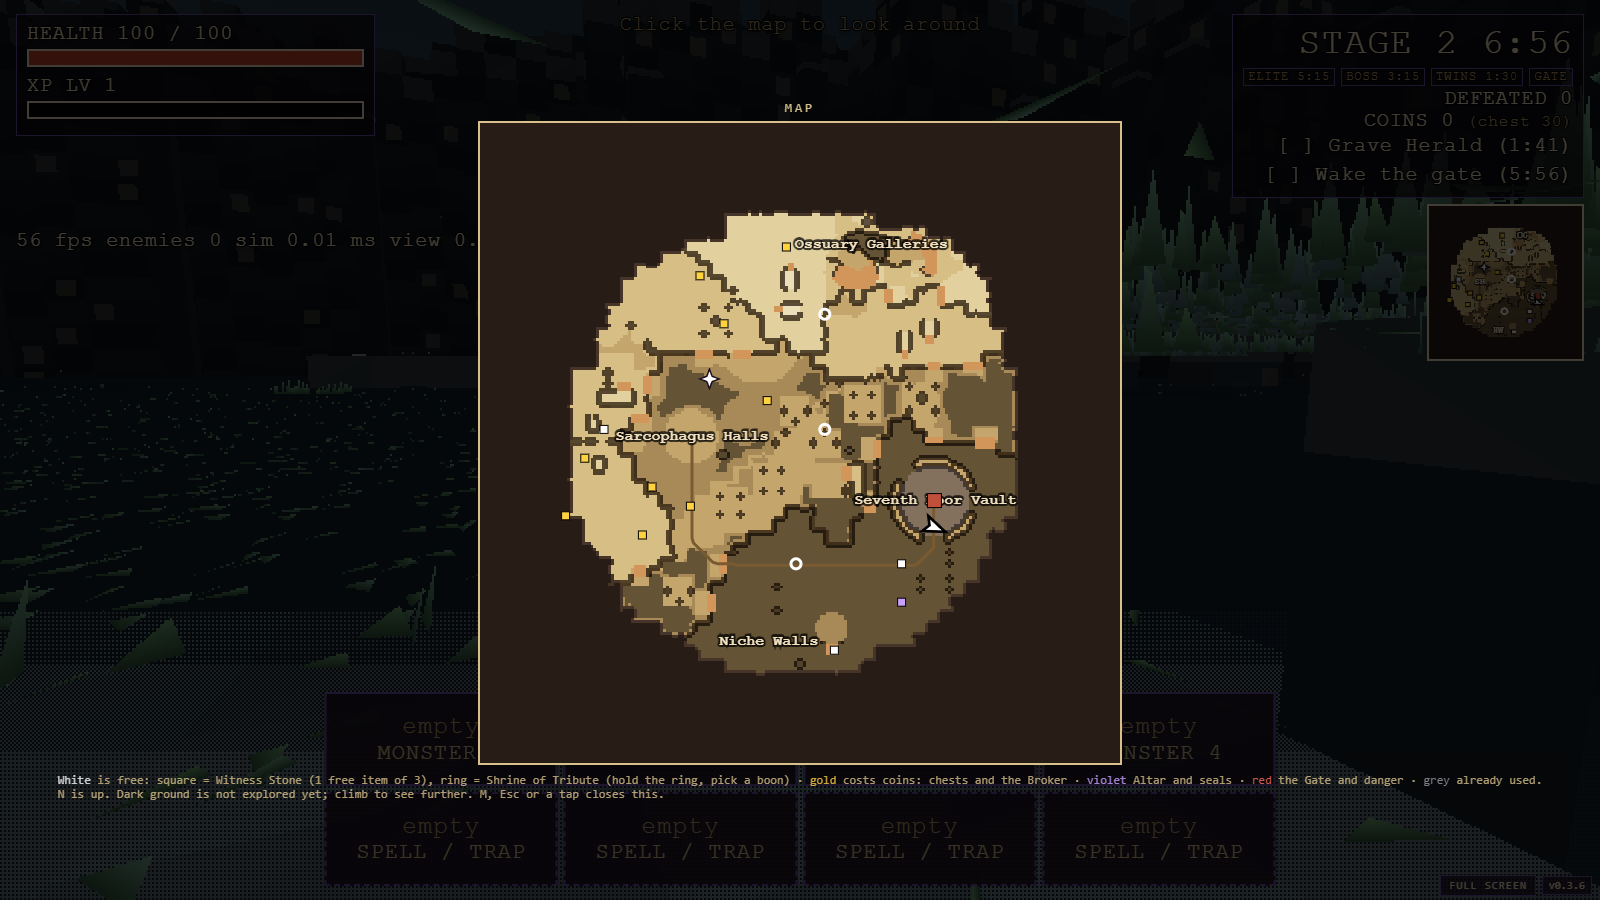 Click the map to look around
HEALTH 100 / 100
XP LV 1
STAGE 2 6:56
ELITE 5:15 BOSS 3:15 TWINS 1:30 GATE
DEFEATED 0
COINS 0 (chest 30)
[ ] Grave Herald (1:41)
[ ] Wake the gate (5:56)
MAP
56 fps enemies 0 sim 0.01 ms view 0.
Ossuary Galleries
Sarcophagus Halls
Seventh Door Vault
Niche Walls
empty
MONSTER
empty
NSTER 4
White is free: square = Witness Stone (1 free item of 3), ring = Shrine of Tribute (hold the ring, pick a boon) · gold costs coins: chests and the Broker · violet Altar and seals · red the Gate and danger · grey already used.
N is up. Dark ground is not explored yet; climb to see further. M, Esc or a tap closes this.
empty
SPELL / TRAP
empty
SPELL / TRAP
empty
SPELL / TRAP
empty
SPELL / TRAP
FULL SCREEN
v0.3.6